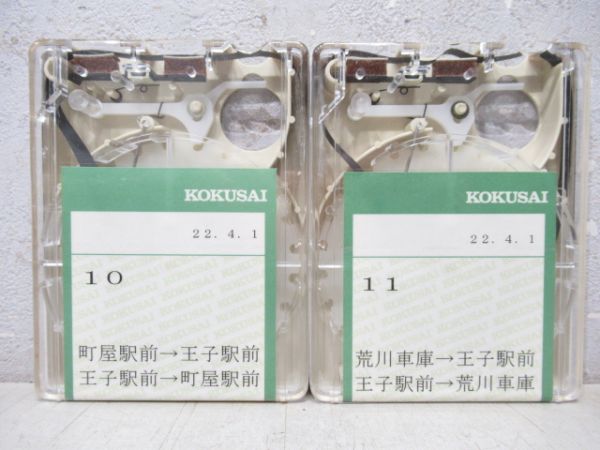 KOKUSAI
22. 4. 1
10
町屋駅前→王子駅前
王子駅前→町屋駅前
KOKUSAI
22. 4. 1
11
荒川車庫→王子駅前
王子駅前→荒川車庫